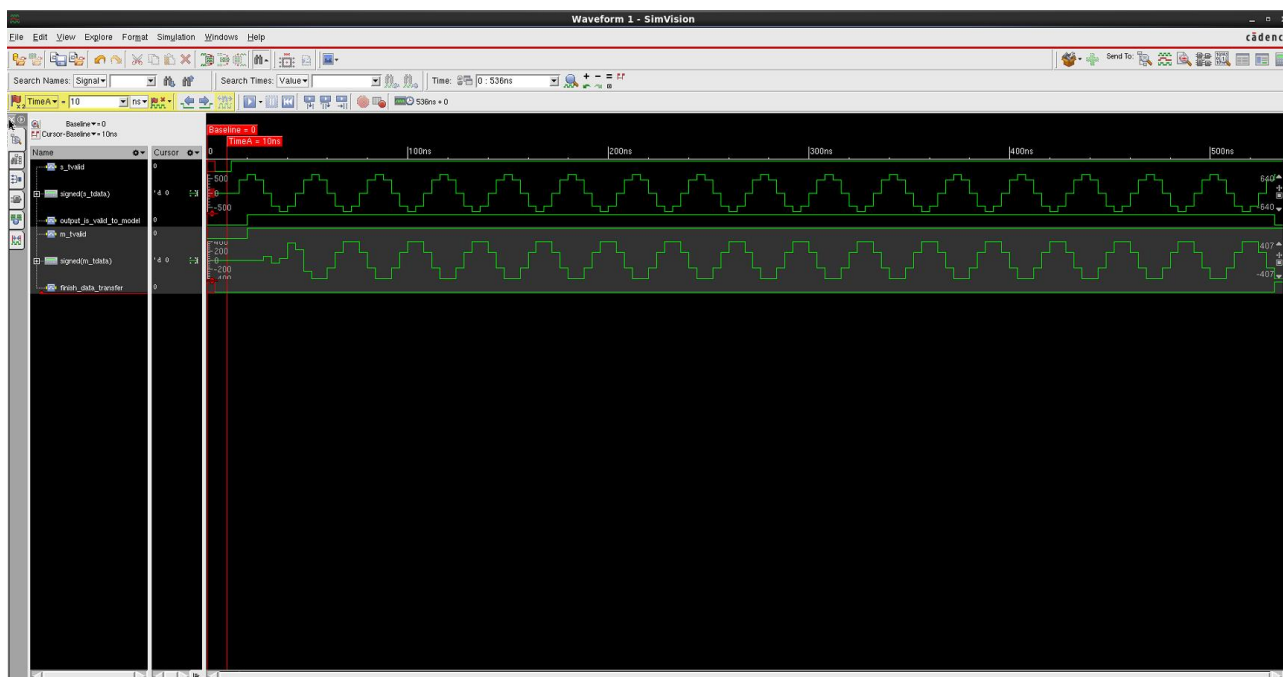 Waveform 1 - SimVision
File Edit View Explore Format Simulation Windows Help
cādenc
Send To:
Search Names: Signal
Search Times: Value
Time: 0 : 536ns
TimeA = 10
ns
536ns + 0
Baseline = 0
Cursor-Baseline = 10ns
Baseline = 0
TimeA = 10ns
Name
Cursor
0 100ns 200ns 300ns 400ns 500ns
s_tvalid 0
signed(s_tdata) 'd 0
500
0
-500
640
-640
output_is_valid_to_model 0
m_tvalid 0
signed(m_tdata) 'd 0
400
200
0
-200
-400
407
-407
finish_data_transfer 0